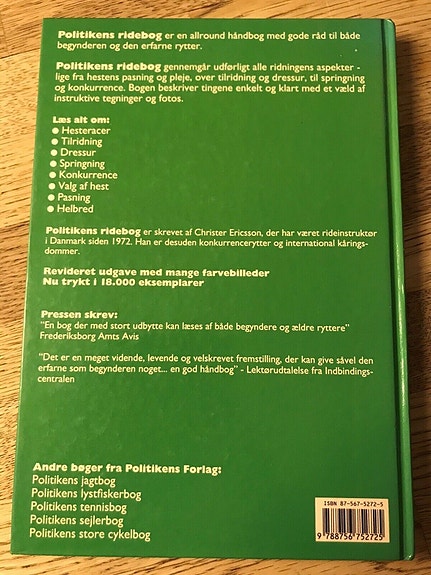 Politikens ridebog er en allround håndbog med gode råd til både
begynderen og den erfarne rytter.
Politikens ridebog gennemgår udførligt alle ridningens aspekter -
lige fra hestens pasning og pleje, over tilridning og dressur, til springning
og konkurrence. Bogen beskriver tingene enkelt og klart med et væld af
instruktive tegninger og fotos.
Læs alt om:
● Hesteracer
● Tilridning
● Dressur
● Springning
● Konkurrence
● Valg af hest
● Pasning
● Helbred
Politikens ridebog er skrevet af Christer Ericsson, der har været rideinstruktør
i Danmark siden 1972. Han er desuden konkurrencerytter og international kårings-
dommer.
Revideret udgave med mange farvebilleder
Nu trykt i 18.000 eksemplarer
Pressen skrev:
"En bog der med stort udbytte kan læses af både begyndere og ældre ryttere"
Frederiksborg Amts Avis
"Det er en meget vidende, levende og velskrevet fremstilling, der kan give såvel den
erfarne som begynderen noget... en god håndbog" - Lektørudtalelse fra Indbindings-
centralen
Andre bøger fra Politikens Forlag:
Politikens jagtbog
Politikens lystfiskerbog
Politikens tennisbog
Politikens sejlerbog
Politikens store cykelbog
ISBN 87-567-5272-5
9 788756 752725